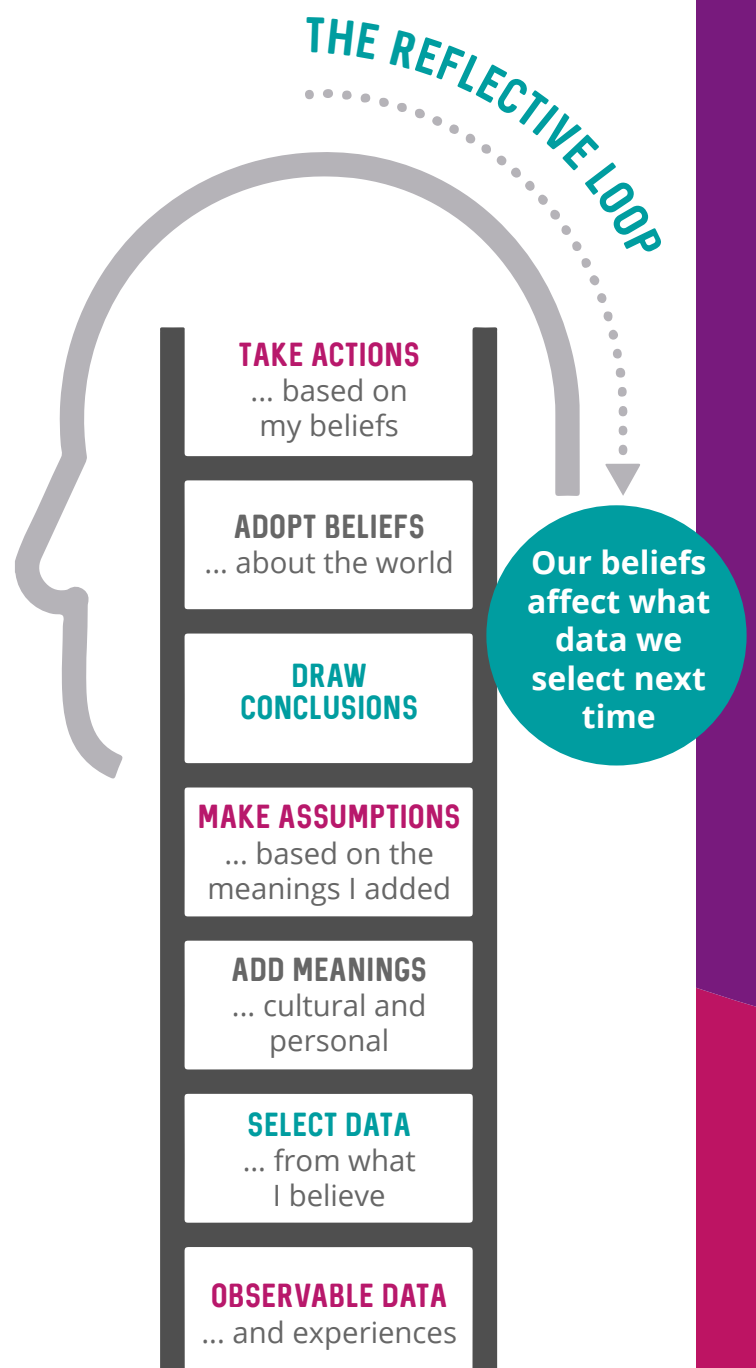 THE REFLECTIVE LOOP
TAKE ACTIONS
... based on
my beliefs
ADOPT BELIEFS
... about the world
Our beliefs
affect what
data we
select next
time
DRAW
CONCLUSIONS
MAKE ASSUMPTIONS
... based on the
meanings I added
ADD MEANINGS
... cultural and
personal
SELECT DATA
... from what
I believe
OBSERVABLE DATA
... and experiences